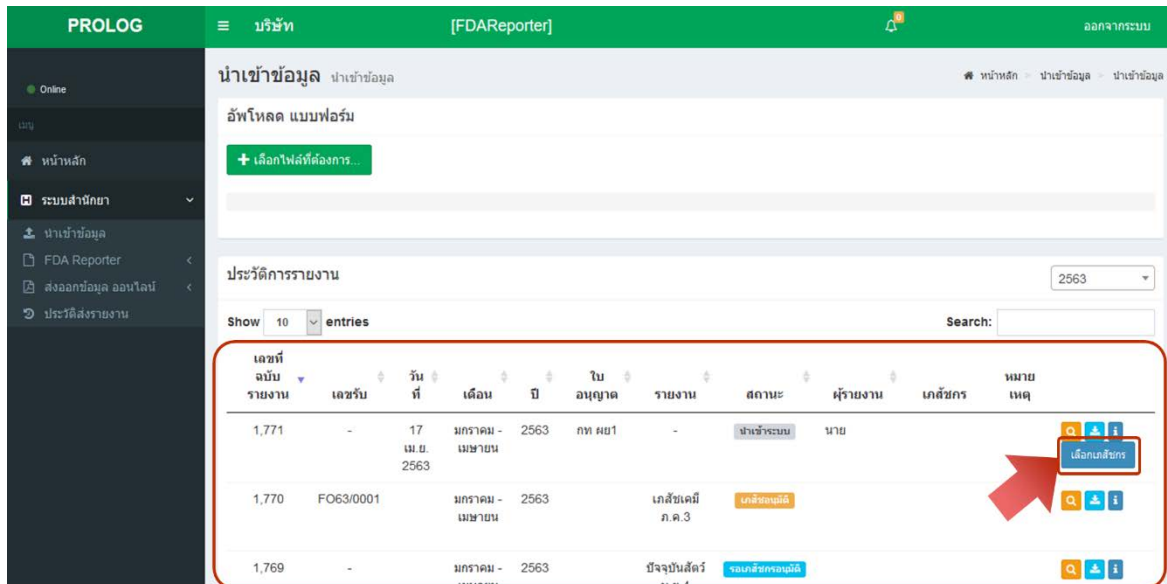 PROLOG
บริษัท
[FDAReporter]
0
ออกจากระบบ
Online
เมนู
หน้าหลัก
ระบบสำนักยา
นำเข้าข้อมูล
FDA Reporter
ส่งออกข้อมูล ออนไลน์
ประวัติส่งรายงาน
นำเข้าข้อมูล นำเข้าข้อมูล
หน้าหลัก > นำเข้าข้อมูล > นำเข้าข้อมูล
อัพโหลด แบบฟอร์ม
+ เลือกไฟล์ที่ต้องการ...
ประวัติการรายงาน
2563
Show 10 entries
Search:
เลขที่ฉบับรายงาน เลขรับ วันที่ เดือน ปี ใบอนุญาต รายงาน สถานะ ผู้รายงาน เภสัชกร หมายเหตุ
1,771 - 17 เม.ย. 2563 มกราคม - เมษายน 2563 กท ผย1 - นำเข้าระบบ นาย
เลือกเภสัชกร
1,770 FO63/0001 มกราคม - เมษายน 2563 เภสัชเคมี ภ.ค.3 เภสัชอนุมัติ
1,769 - มกราคม - 2563 ปัจจุบันสัตว์ รอเภสัชกรอนุมัติ